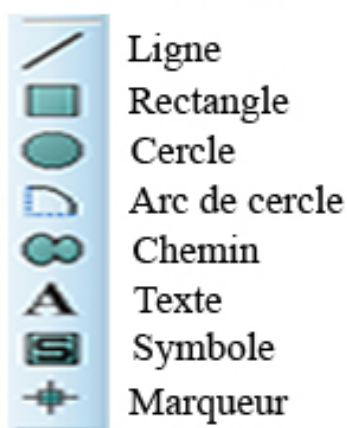 Ligne
Rectangle
Cercle
Arc de cercle
Chemin
A Texte
S Symbole
Marqueur